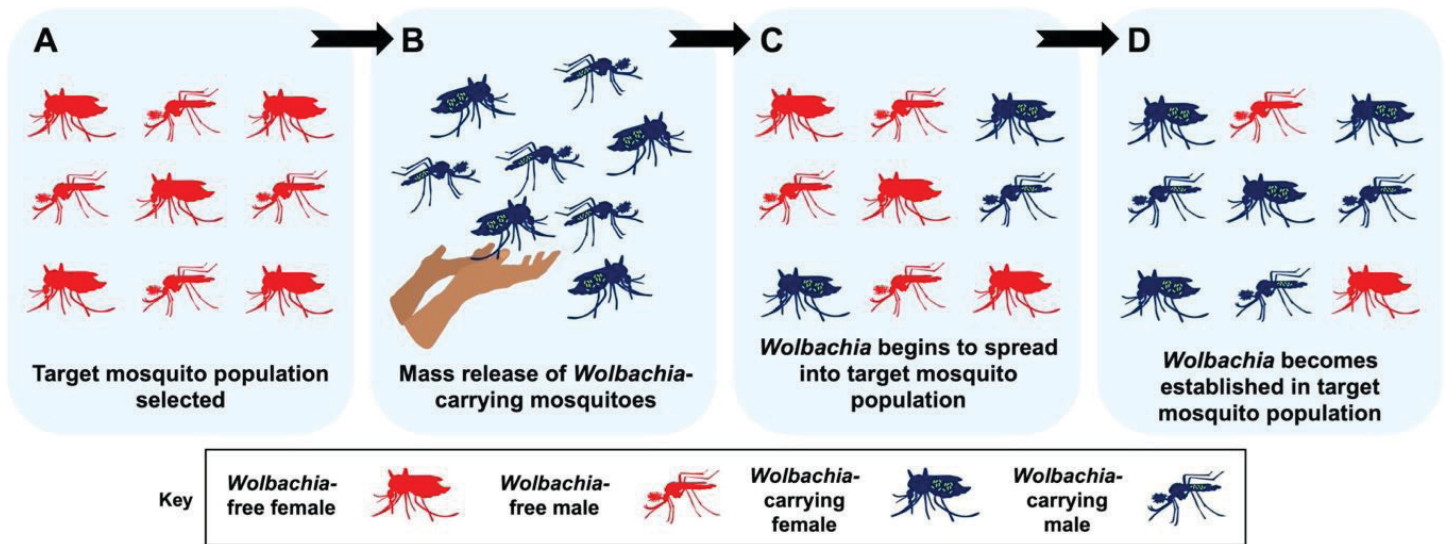 A
B
C
D
Target mosquito population
selected
Mass release of Wolbachia-
carrying mosquitoes
Wolbachia begins to spread
into target mosquito
population
Wolbachia becomes
established in target
mosquito population
Key
Wolbachia-
free female
Wolbachia-
free male
Wolbachia-
carrying
female
Wolbachia-
carrying
male